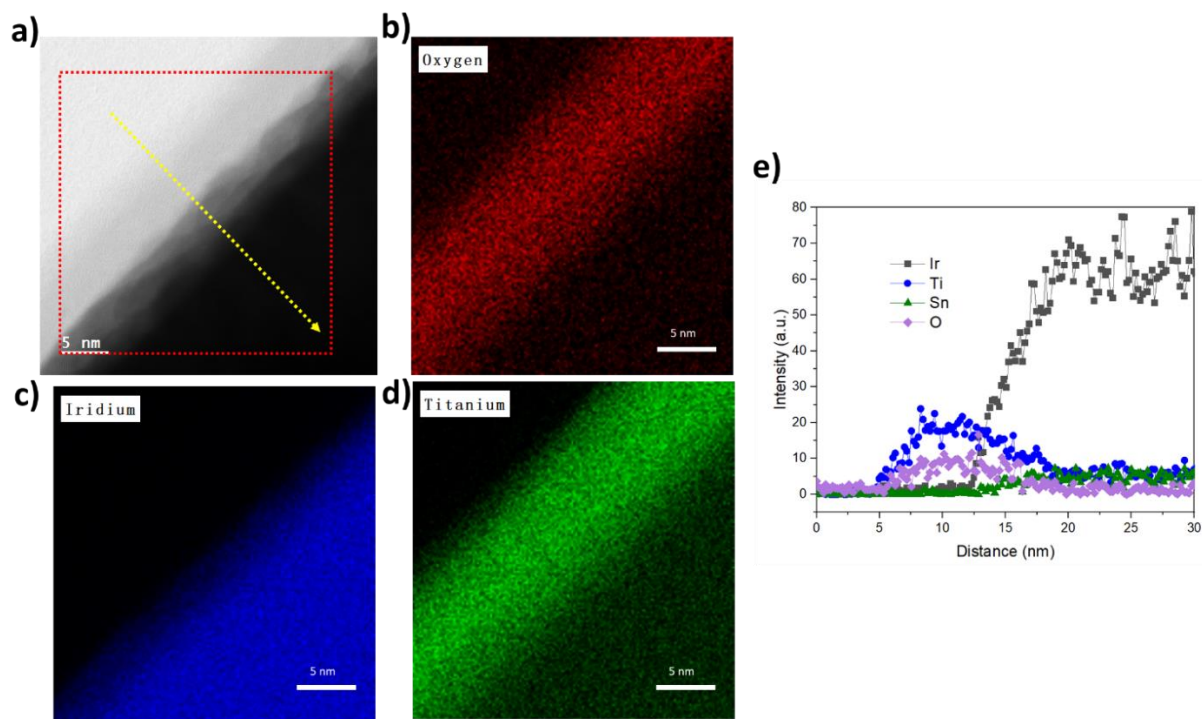 a)
5 nm
b)
Oxygen
5 nm
c)
Iridium
5 nm
d)
Titanium
5 nm
e)
80
70
60
50
40
30
20
10
0
Intensity (a.u.)
Ir
Ti
Sn
O
0 5 10 15 20 25 30
Distance (nm)